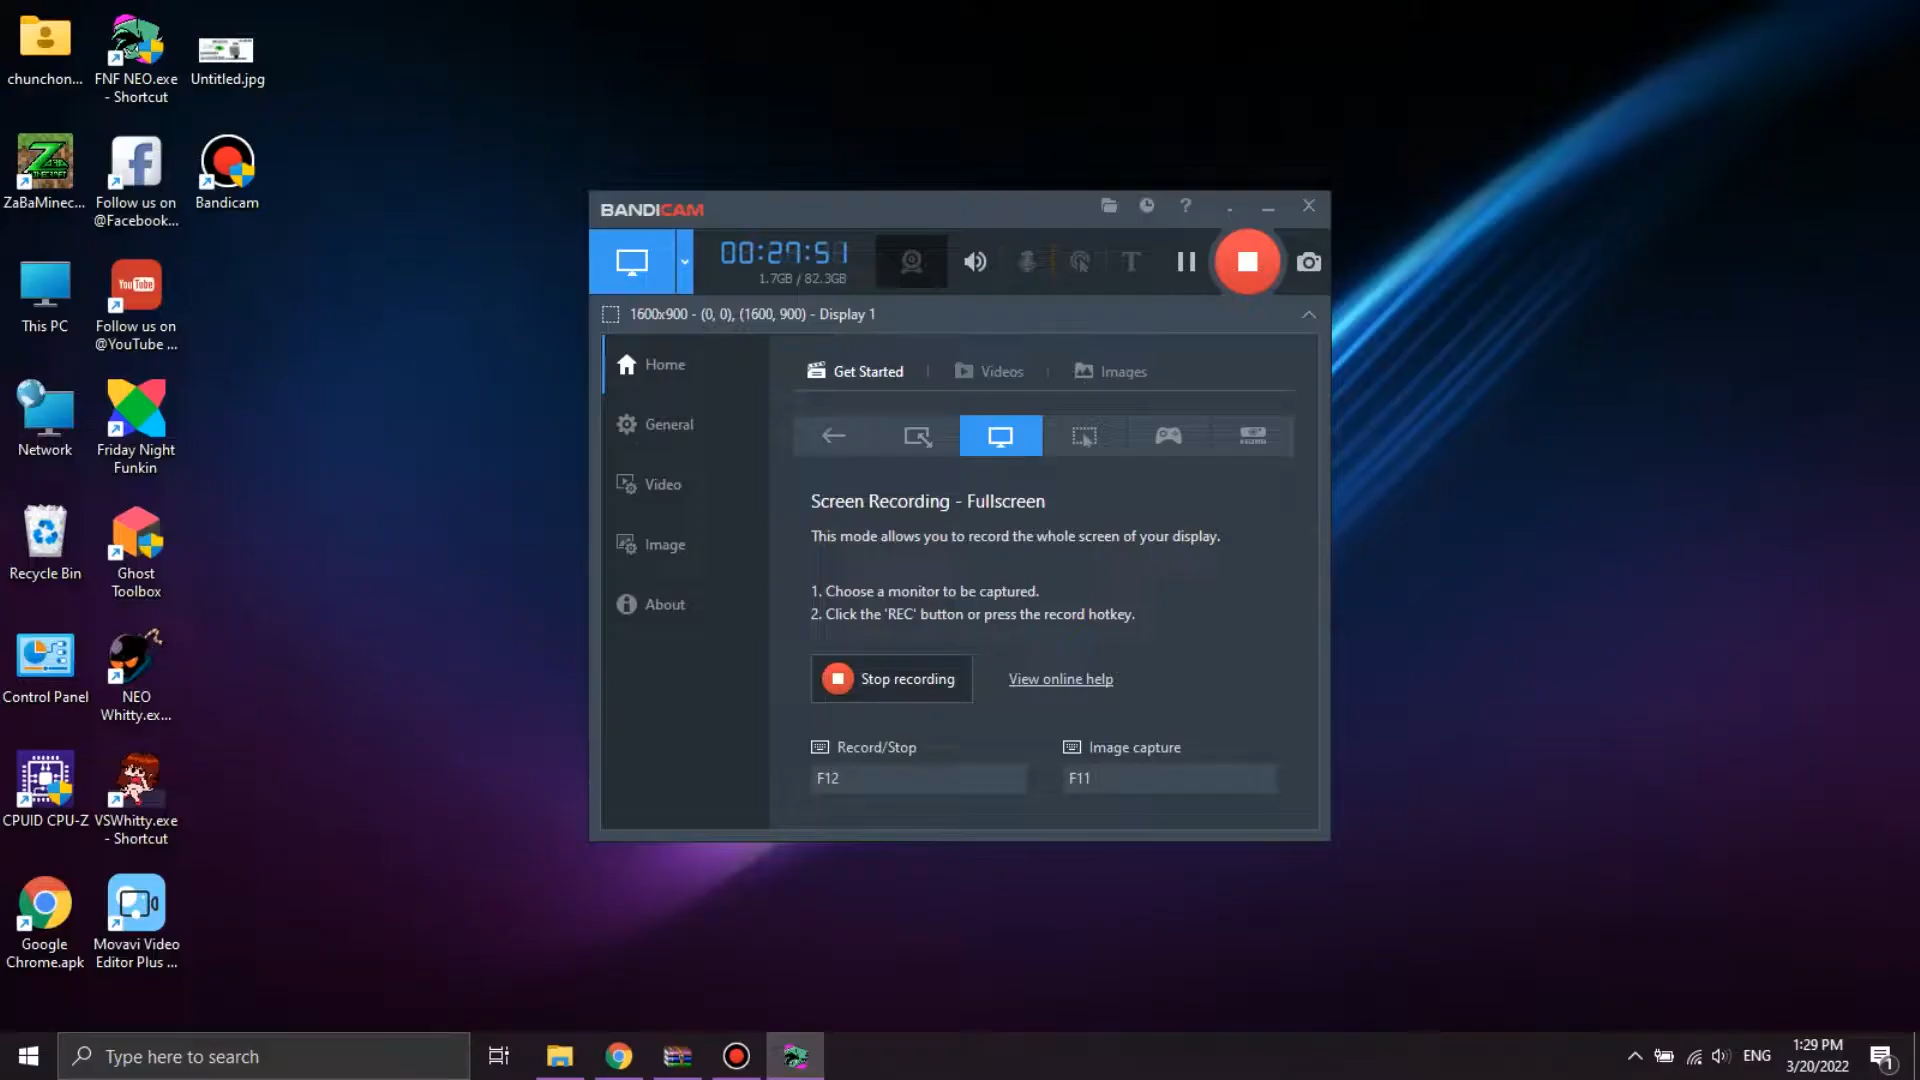 chunchon...
FNF NEO.exe
- Shortcut
Untitled.jpg
ZaBaMinec...
Follow us on
@Facebook...
Bandicam
This PC
You Tube
Follow us on
@YouTube ...
Network
Friday Night
Funkin
Recycle Bin
Ghost
Toolbox
Control Panel
NEO
Whitty.ex...
CPUID CPU-Z
VSWhitty.exe
- Shortcut
Google
Chrome.apk
Movavi Video
Editor Plus ...
BANDICAM
00:27:51
1.7GB / 82.3GB
1600x900 - (0, 0), (1600, 900) - Display 1
Home
General
Video
Image
About
Get Started
Videos
Images
Screen Recording - Fullscreen
This mode allows you to record the whole screen of your display.
1. Choose a monitor to be captured.
2. Click the 'REC' button or press the record hotkey.
Stop recording
View online help
Record/Stop
Image capture
F12
F11
Type here to search
ENG
1:29 PM
3/20/2022
1